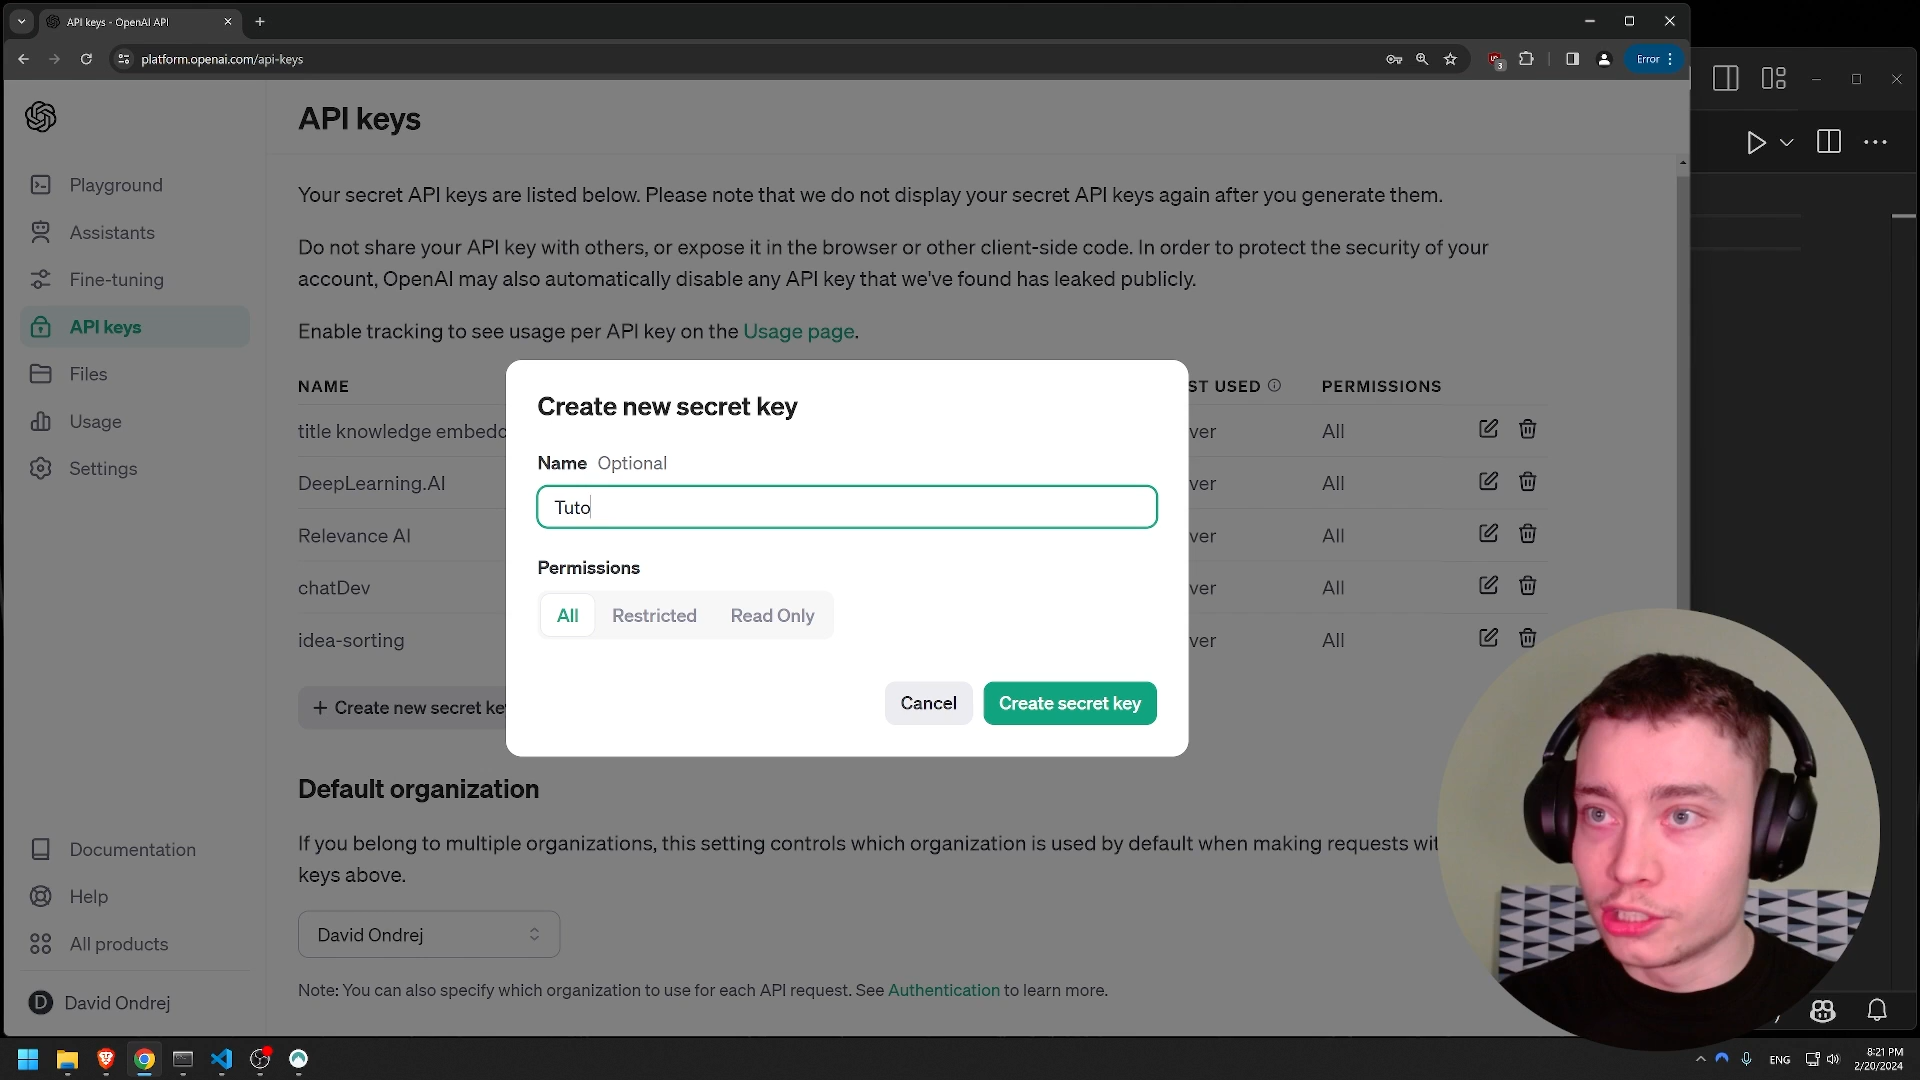 API keys - OpenAI API
platform.openai.com/api-keys
3
Error
API keys
Playground
Assistants
Fine-tuning
API keys
Files
Usage
Settings
Your secret API keys are listed below. Please note that we do not display your secret API keys again after you generate them.
Do not share your API key with others, or expose it in the browser or other client-side code. In order to protect the security of your
account, OpenAI may also automatically disable any API key that we've found has leaked publicly.
Enable tracking to see usage per API key on the Usage page.
NAME
ST USED
PERMISSIONS
title knowledge embedd
ver
All
DeepLearning.AI
ver
All
Relevance AI
ver
All
chatDev
ver
All
idea-sorting
ver
All
+ Create new secret key
Create new secret key
Name Optional
Tuto
Permissions
All
Restricted
Read Only
Cancel
Create secret key
Default organization
If you belong to multiple organizations, this setting controls which organization is used by default when making requests wit
keys above.
David Ondrej
Note: You can also specify which organization to use for each API request. See Authentication to learn more.
Documentation
Help
All products
D David Ondrej
ENG
8:21 PM
2/20/2024